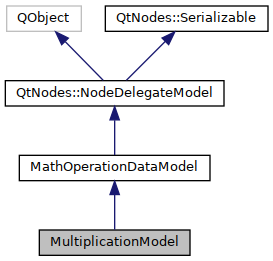 QObject
QtNodes::Serializable
QtNodes::NodeDelegateModel
MathOperationDataModel
MultiplicationModel